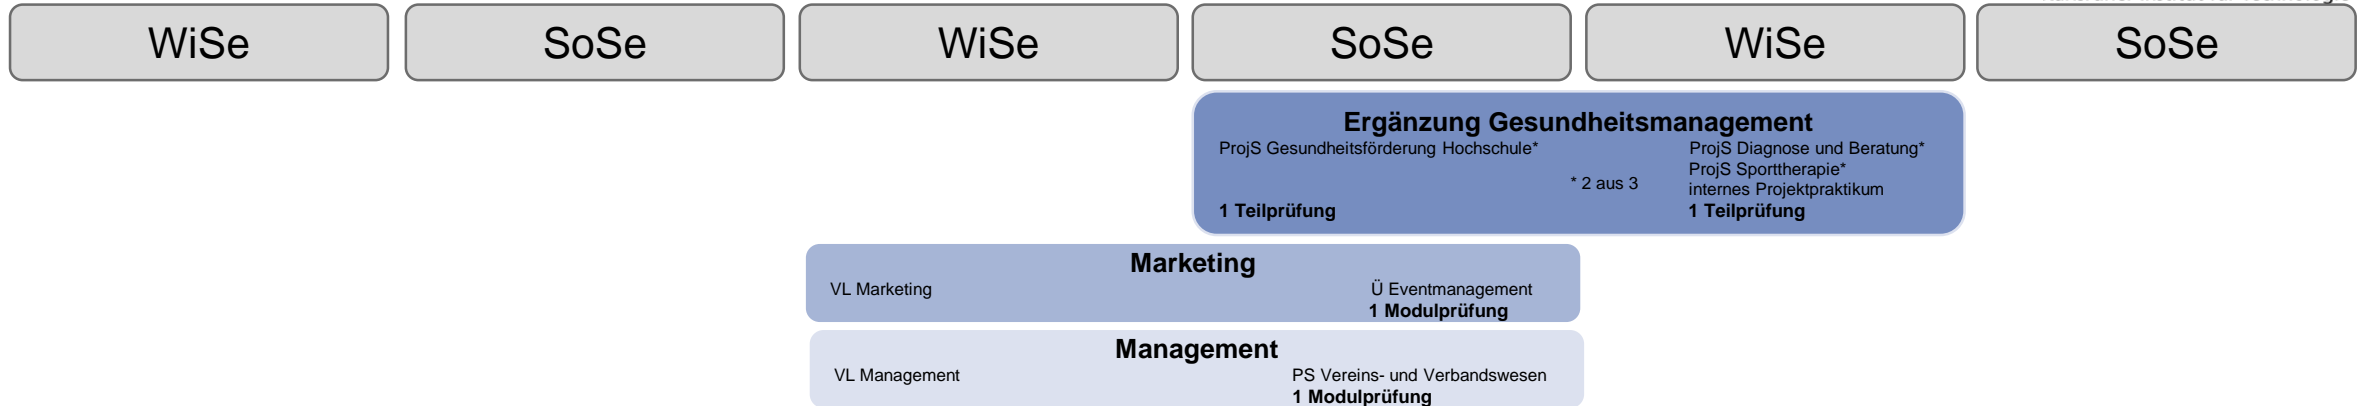 WiSe SoSe WiSe SoSe WiSe SoSe
Ergänzung Gesundheitsmanagement
ProjS Gesundheitsförderung Hochschule* ProjS Diagnose und Beratung*
ProjS Sporttherapie*
* 2 aus 3
internes Projektpraktikum
1 Teilprüfung 1 Teilprüfung
Marketing
VL Marketing Ü Eventmanagement
1 Modulprüfung
Management
VL Management PS Vereins- und Verbandswesen
1 Modulprüfung